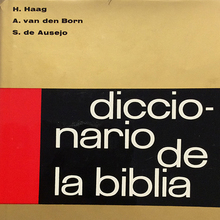 H. Haag
A. van den Born
S. de Ausejo
diccio-
nario
de
la biblia